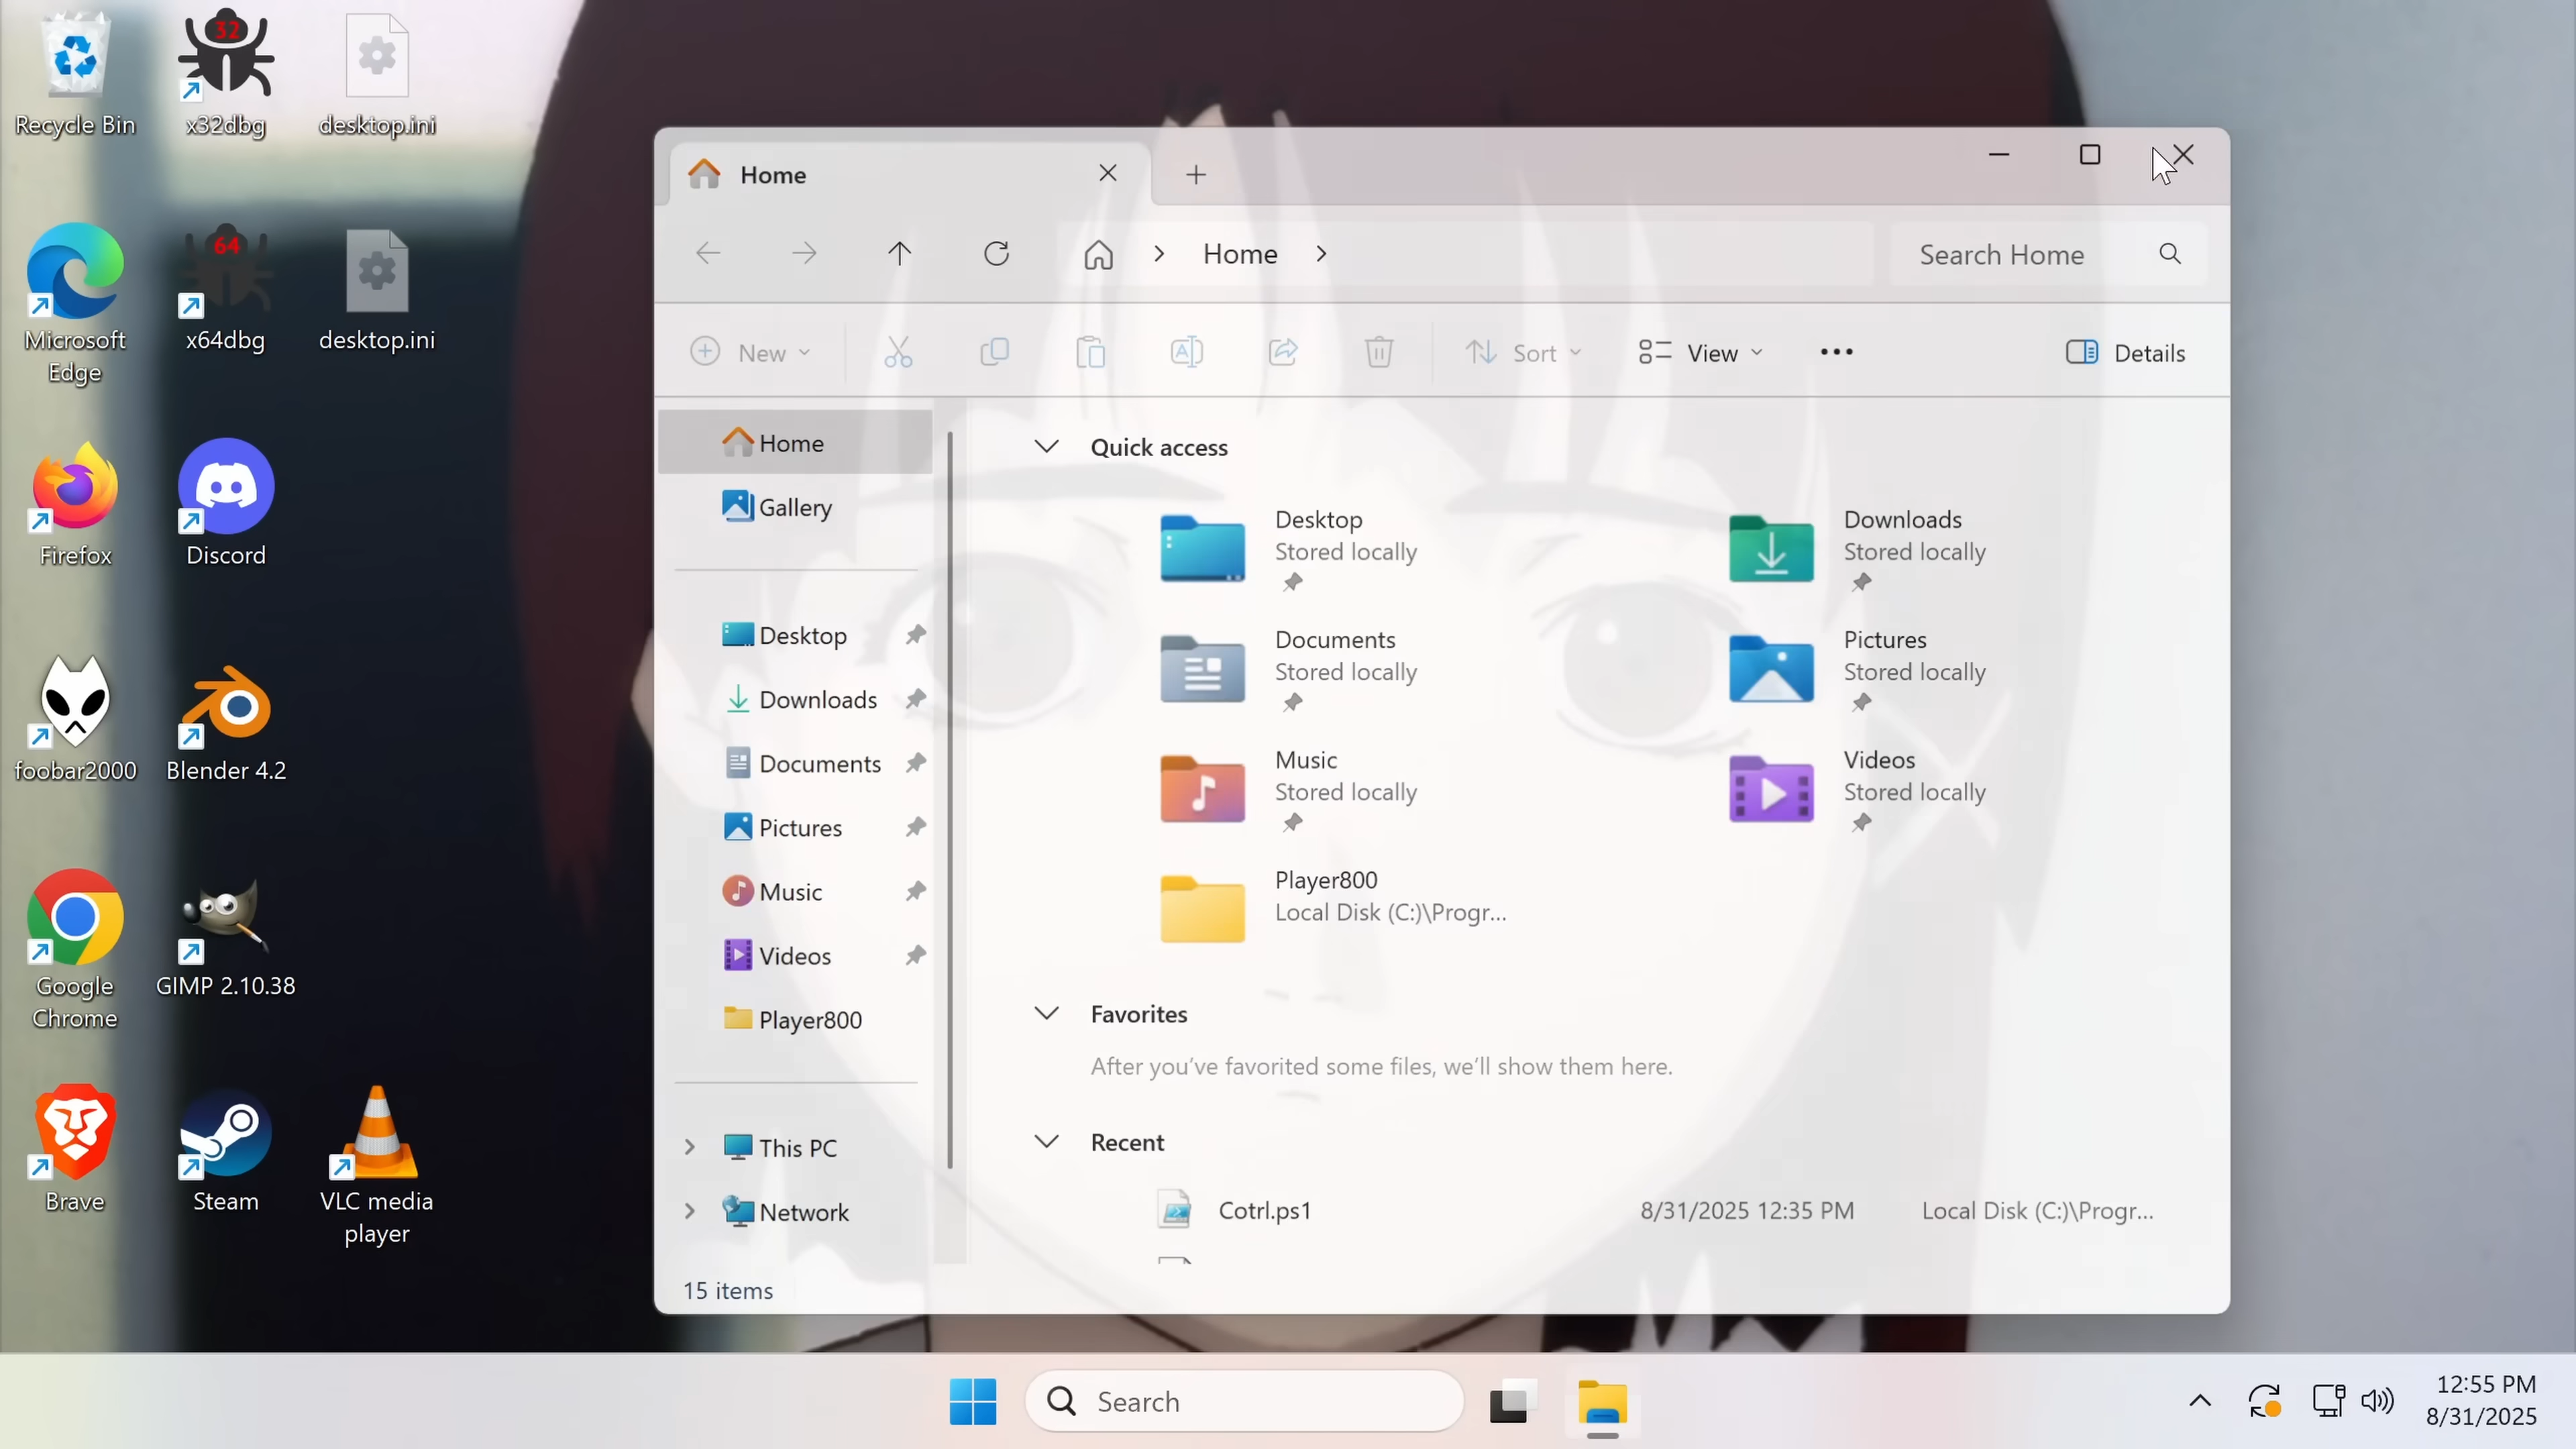 Recycle Bin
32
x32dbg
desktop.ini
Microsoft
Edge
64
x64dbg
desktop.ini
Firefox
Discord
foobar2000
Blender 4.2
Google
Chrome
GIMP 2.10.38
Brave
Steam
VLC media
player
Home
Home
Search Home
New
A
Sort
View
Details
Home
Gallery
Desktop
Downloads
Documents
Pictures
Music
Videos
Player800
This PC
Network
Quick access
Desktop
Stored locally
Downloads
Stored locally
Documents
Stored locally
Pictures
Stored locally
Music
Stored locally
Videos
Stored locally
Player800
Local Disk (C:)\Progr...
Favorites
After you've favorited some files, we'll show them here.
Recent
Cotrl.ps1 8/31/2025 12:35 PM Local Disk (C:)\Progr...
15 items
Search
12:55 PM
8/31/2025